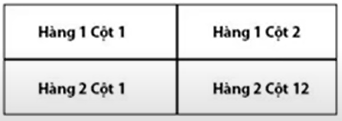 Hàng 1 Cột 1
Hàng 1 Cột 2
Hàng 2 Cột 1
Hàng 2 Cột 12